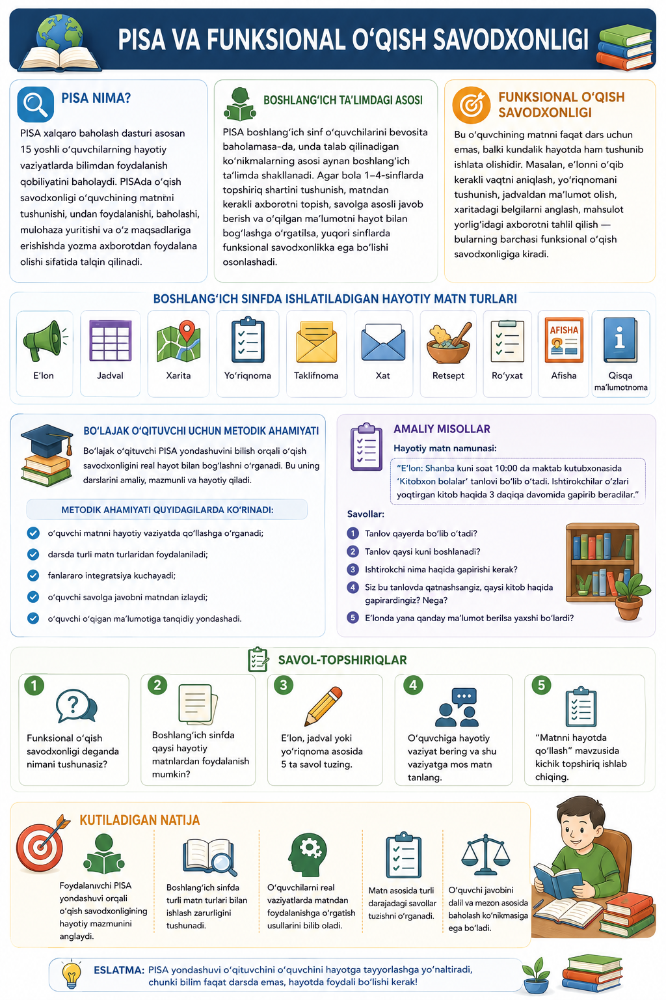 PISA VA FUNKSIONAL O‘QISH SAVODXONLIGI
PISA NIMA?
PISA xalqaro baholash dasturi asosan
15 yoshli o‘quvchilarning hayotiy
vaziyatlarda bilimdan foydalanish
qobiliyatini baholaydi. PISAda o‘qish
savodxonligi o‘quvchining matnıni
tushunishi, undan foydalanishi, baholashi,
mulohaza yuritishi va o‘z maqsadlariga
erishishda yozma axborotdan foydalana
olishi sifatida talqin qilinadi.
BOSHLANG‘ICH TA’LIMDAGI ASOSI
PISA boshlang‘ich sinf o‘quvchilarini bevosita
baholamasa-da, unda talab qilinadigan
ko‘nikmalarning asosi aynan boshlang‘ich
ta’limda shakllanadi. Agar bola 1–4-sinflarda
topshiriq shartini tushunish, matndan
kerakli axborotni topish, savolga asosli javob
berish va o‘qilgan ma’lumotni hayot bilan
bog‘lashga o‘rgatilsa, yuqori sinflarda
funksional savodxonlikka ega bo‘lishi
osonlashadi.
FUNKSIONAL O‘QISH
SAVODXONLIGI
Bu o‘quvchining matnni faqat dars uchun
emas, balki kundalik hayotda ham tushunib
ishlata olishidir. Masalan, e’lonni o‘qib
kerakli vaqtni aniqlash, yo‘riqnomani
tushunish, jadvaldan ma’lumot olish,
xaritadagi belgilarni anglash, mahsulot
yorlig‘idagi axborotni tahlil qilish —
bularning barchasi funksional o‘qish
savodxonligiga kiradi.
BOSHLANG‘ICH SINFDA ISHLATILADIGAN HAYOTIY MATN TURLARI
E’lon
Jadval
Xarita
Yo‘riqnoma
Taklifnoma
Xat
Retsept
Ro‘yxat
AFISHA
Afisha
Qisqa
ma’lumotnoma
BO‘LAJAK O‘QITUVCHI UCHUN METODIK AHAMIYATI
Bo‘lajak o‘qituvchi PISA yondashuvini bilish orqali o‘qish
savodxonligini real hayot bilan bog‘lashni o‘rganadi. Bu uning
darslarini amaliy, mazmunli va hayotiy qiladi.
METODIK AHAMIYATI QUYIDAGILARDA KO‘RINADI:
o‘quvchi matnni hayotiy vaziyatda qo‘llashga o‘rganadi;
darsda turli matn turlaridan foydalaniladi;
fanlararo integratsiya kuchayadi;
o‘quvchi savolga javobni matndan izlaydi;
o‘quvchi o‘qigan ma’lumotiga tanqidiy yondashadi.
AMALIY MISOLLAR
Hayotiy matn namunasi:
“E’lon: Shanba kuni soat 10:00 da maktab kutubxonasida
‘Kitobxon bolalar’ tanlovi bo‘lib o‘tadi. Ishtirokchilar o‘zlari
yoqtirgan kitob haqida 3 daqiqa davomida gapirib beradilar.”
Savollar:
1 Tanlov qayerda bo‘lib o‘tadi?
2 Tanlov qaysi kuni boshlanadi?
3 Ishtirokchi nima haqida gapirishi kerak?
4 Siz bu tanlovda qatnashsangiz, qaysi kitob haqida
gapirardingiz? Nega?
5 E’londa yana qanday ma’lumot berilsa yaxshi bo‘lardi?
SAVOL-TOPSHIRIQLAR
1
Funksional o‘qish
savodxonligi deganda
nimani tushunasiz?
2
Boshlang‘ich sinfda
qaysi hayotiy
matnlardan foydalanish
mumkin?
3
E’lon, jadval yoki
yo‘riqnoma asosida
5 ta savol tuzing.
4
O‘quvchiga hayotiy
vaziyat bering va shu
vaziyatga mos matn
tanlang.
5
“Matnni hayotda
qo‘llash” mavzusida
kichik topshiriq ishlab
chiqing.
KUTILADIGAN NATIJA
Foydalanıvchi PISA
yondashuvi orqali
o‘qish savodxonligining
hayotiy mazmunini
anglaydi.
Boshlang‘ich sinfda
turli matn turlari bilan
ishlash zarurligini
tushunadi.
O‘quvchilarni real
vaziyatlarda matndan
foydalanishga o‘rgatish
usullarini bilib oladi.
Matn asosida turli
darajadagi savollar
tuzishni o‘rganadi.
O‘quvchi javobini
dalil va mezon asosida
baholash ko‘nikmasiga
ega bo‘ladi.
ESLATMA: PISA yondashuvi o‘qituvchini o‘quvchini hayotga tayyorlashga yo‘naltiradi,
chunki bilim faqat darsda emas, hayotda foydali bo‘lishi kerak!